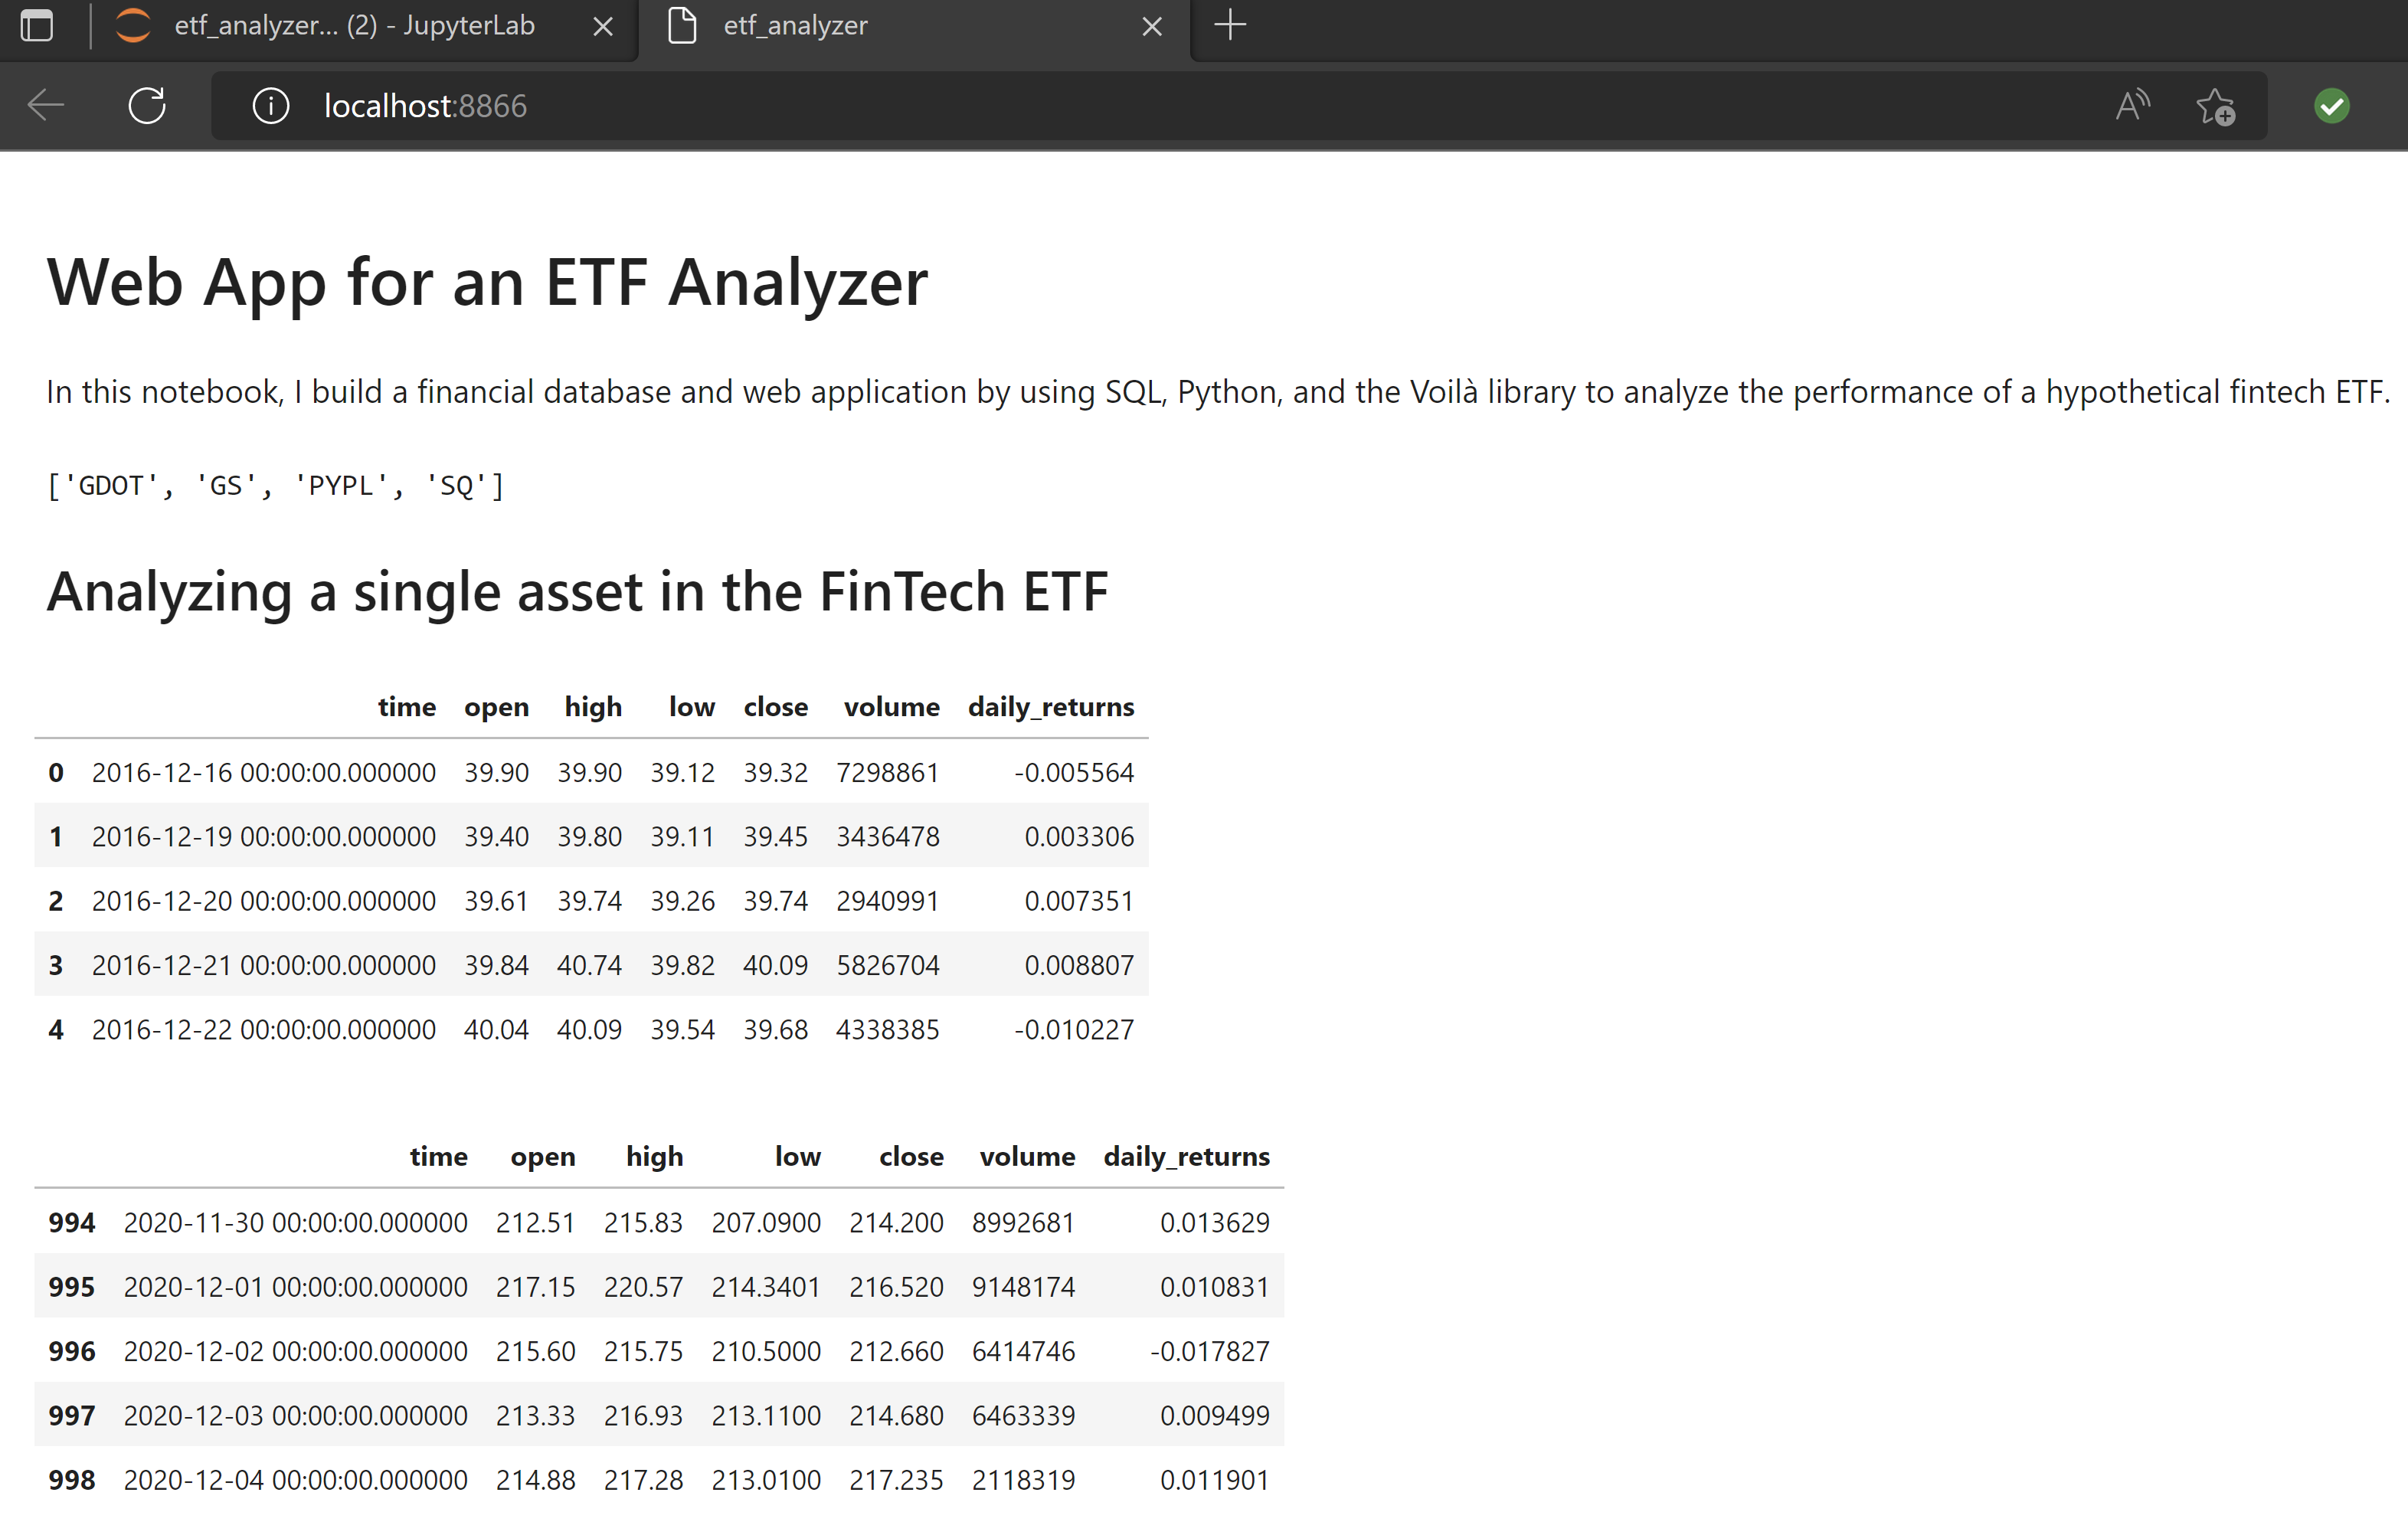 etf_analyzer... (2) - JupyterLab
etf_analyzer
localhost:8866
Web App for an ETF Analyzer
In this notebook, I build a financial database and web application by using SQL, Python, and the Voilà library to analyze the performance of a hypothetical fintech ETF.
['GDOT', 'GS', 'PYPL', 'SQ']
Analyzing a single asset in the FinTech ETF
time open high low close volume daily_returns
0 2016-12-16 00:00:00.000000 39.90 39.90 39.12 39.32 7298861 -0.005564
1 2016-12-19 00:00:00.000000 39.40 39.80 39.11 39.45 3436478 0.003306
2 2016-12-20 00:00:00.000000 39.61 39.74 39.26 39.74 2940991 0.007351
3 2016-12-21 00:00:00.000000 39.84 40.74 39.82 40.09 5826704 0.008807
4 2016-12-22 00:00:00.000000 40.04 40.09 39.54 39.68 4338385 -0.010227
time open high low close volume daily_returns
994 2020-11-30 00:00:00.000000 212.51 215.83 207.0900 214.200 8992681 0.013629
995 2020-12-01 00:00:00.000000 217.15 220.57 214.3401 216.520 9148174 0.010831
996 2020-12-02 00:00:00.000000 215.60 215.75 210.5000 212.660 6414746 -0.017827
997 2020-12-03 00:00:00.000000 213.33 216.93 213.1100 214.680 6463339 0.009499
998 2020-12-04 00:00:00.000000 214.88 217.28 213.0100 217.235 2118319 0.011901